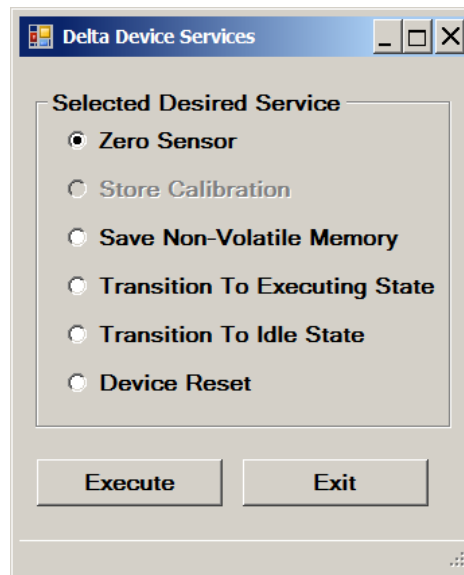 Delta Device Services
Selected Desired Service
Zero Sensor
Store Calibration
Save Non-Volatile Memory
Transition To Executing State
Transition To Idle State
Device Reset
Execute Exit